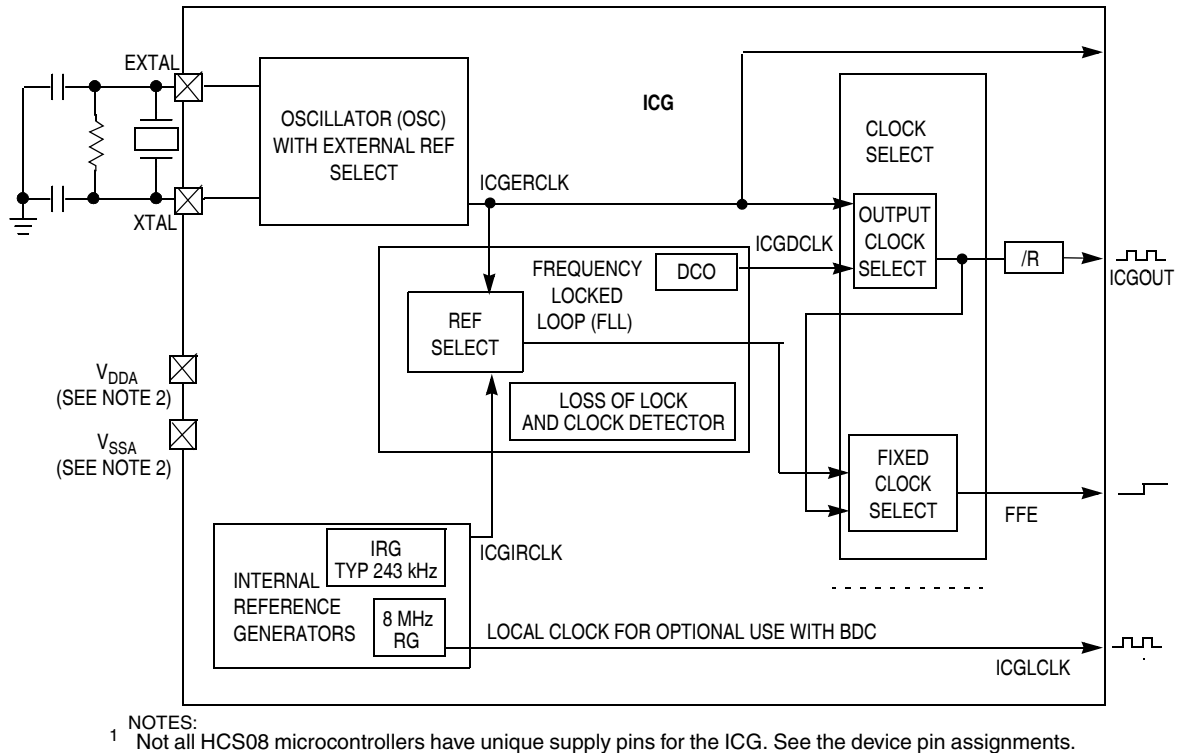 EXTAL
XTAL
OSCILLATOR (OSC)
WITH EXTERNAL REF
SELECT
ICG
ICGERCLK
CLOCK
SELECT
OUTPUT
CLOCK
SELECT
/R
ICGOUT
ICGDCLK
FREQUENCY
LOCKED
LOOP (FLL)
DCO
REF
SELECT
LOSS OF LOCK
AND CLOCK DETECTOR
VDDA
(SEE NOTE 2)
VSSA
(SEE NOTE 2)
FIXED
CLOCK
SELECT
FFE
ICGIRCLK
IRG
TYP 243 kHz
INTERNAL
REFERENCE
GENERATORS
8 MHz
RG
LOCAL CLOCK FOR OPTIONAL USE WITH BDC
ICGLCLK
NOTES:
1 Not all HCS08 microcontrollers have unique supply pins for the ICG. See the device pin assignments.